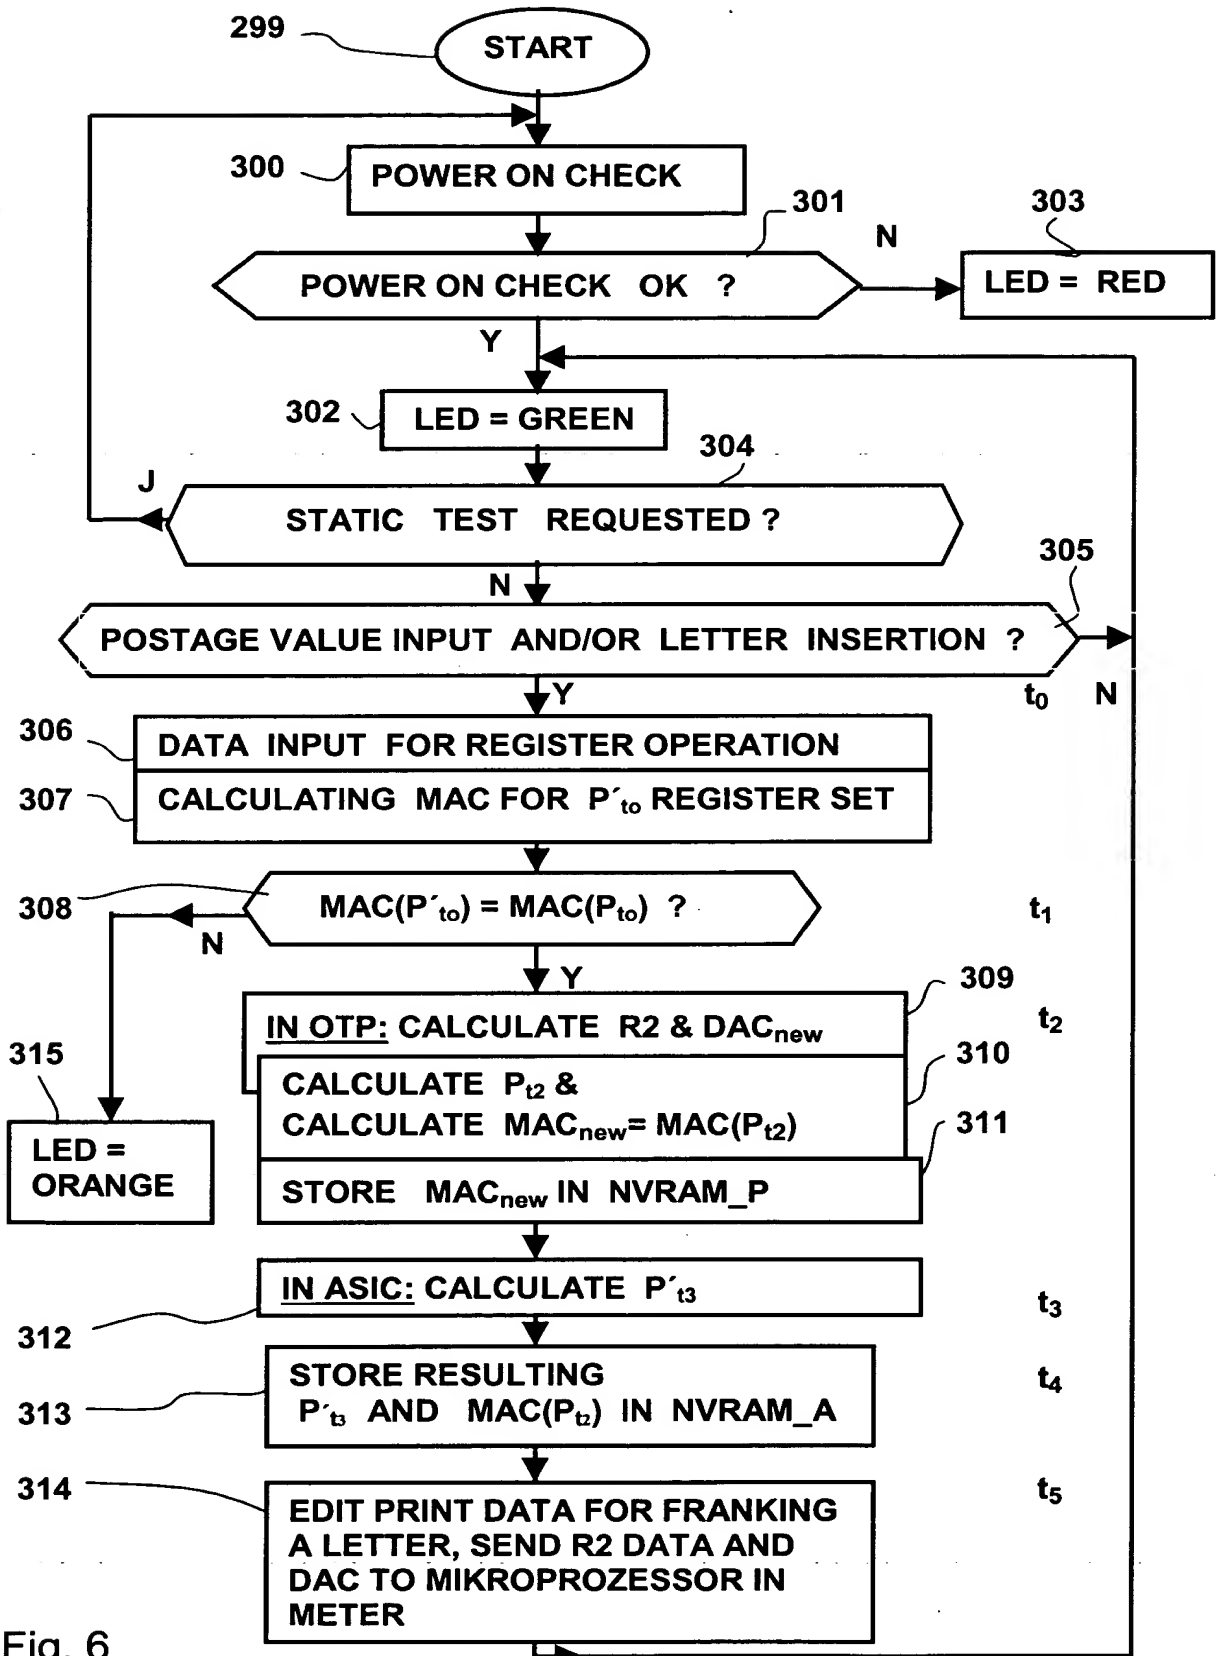 299
START
300
POWER ON CHECK
301
303
N
POWER ON CHECK OK ?
LED = RED
Y
302
LED = GREEN
304
J
STATIC TEST REQUESTED ?
N
305
POSTAGE VALUE INPUT AND/OR LETTER INSERTION ?
Y
t0
N
306
DATA INPUT FOR REGISTER OPERATION
307
CALCULATING MAC FOR P´to REGISTER SET
308
MAC(P´to) = MAC(Pto) ?
t1
N
Y
309
IN OTP: CALCULATE R2 & DACnew
t2
315
310
CALCULATE Pt2 &
CALCULATE MACnew= MAC(Pt2)
311
LED =
ORANGE
STORE MACnew IN NVRAM_P
IN ASIC: CALCULATE P´t3
t3
312
STORE RESULTING
P´t3 AND MAC(Pt2) IN NVRAM_A
t4
313
314
EDIT PRINT DATA FOR FRANKING
A LETTER, SEND R2 DATA AND
DAC TO MIKROPROZESSOR IN
METER
t5
Fig. 6